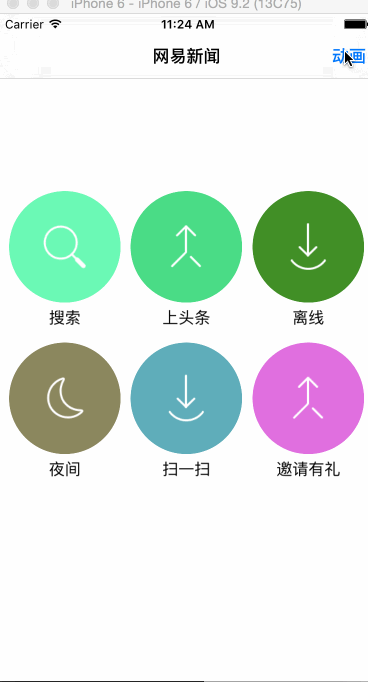 iPhone 6 - iPhone 6 / iOS 9.2 (13C75)
Carrier 11:24 AM
网易新闻 动画
搜索 上头条 离线
夜间 扫一扫 邀请有礼